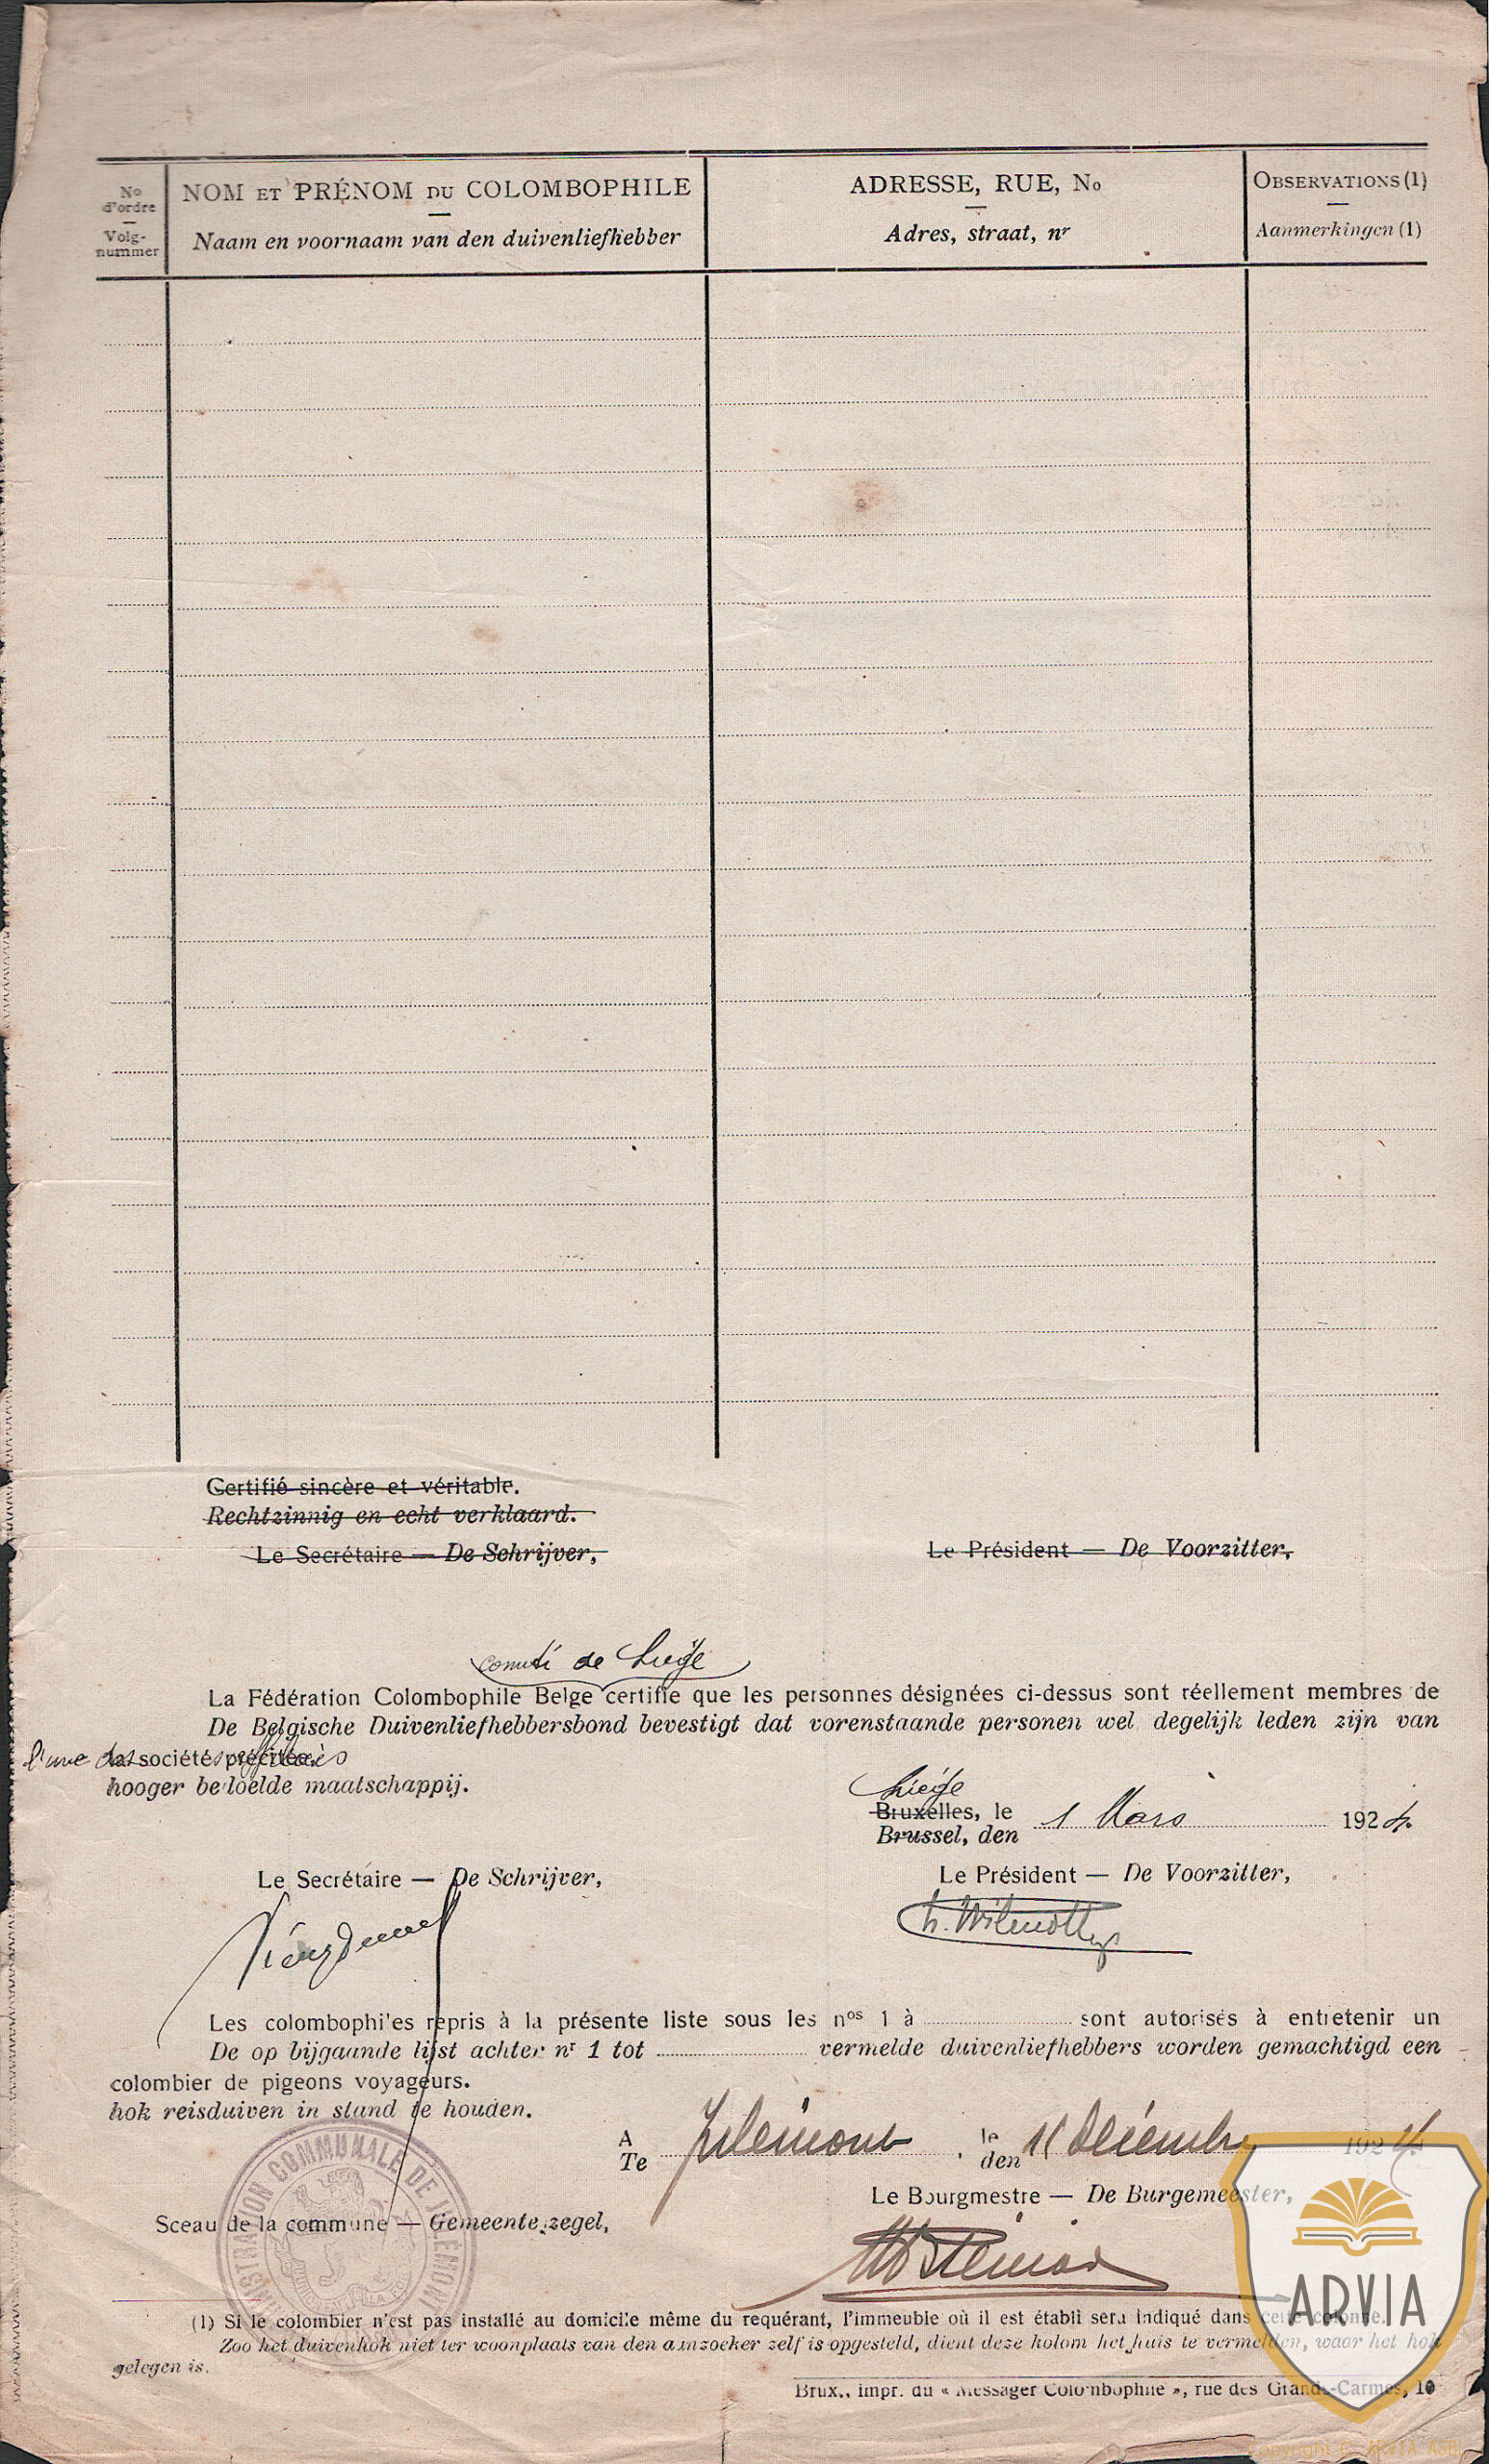 No
d'ordre
—
Volg-
nummer
NOM ET PRÉNOM DU COLOMBOPHILE
—
Naam en voornaam van den duivenliefhebber
ADRESSE, RUE, No
—
Adres, straat, nr
OBSERVATIONS (1)
—
Aanmerkingen (1)
Certifié sincère et véritable.
Rechtzinnig en echt verklaard.
Le Secrétaire — De Schrijver,
Le Président — De Voorzitter,
comité de Liège
La Fédération Colombophile Belge certifie que les personnes désignées ci-dessus sont réellement membres de
De Belgische Duivenliefhebbersbond bevestigt dat vorenstaande personen wel degelijk leden zijn van
l'une des sociétés précitée.
hooger bedoelde maatschappij.
Liège
Bruxelles, le 1 Mars 1924.
Brussel, den
Le Secrétaire — De Schrijver,
Le Président — De Voorzitter,
Les colombophiles repris à la présente liste sous les nos 1 à sont autorisés à entretenir un
De op bijgaande lijst achter nr 1 tot vermelde duivenliefhebbers worden gemachtigd een
colombier de pigeons voyageurs.
hok reisduiven in stand te houden.
A Jelémont, le 11 Décembre 1924
Te den
Le Bourgmestre — De Burgemeester,
ADMINISTRATION COMMUNALE DE JELÉMONT
Sceau de la commune — Gemeente zegel,
(1) Si le colombier n'est pas installé au domicile même du requérant, l'immeuble où il est établi sera indiqué dans cette colonne.
Zoo het duivenhok niet ter woonplaats van den aanzoeker zelf is opgesteld, dient deze kolom het huis te vermelden, waar het hok
gelegen is.
Brux., impr. du « Messager Colombophile », rue des Grands-Carmes, 10
ARVIA
Copyright © ARVIA ASBL